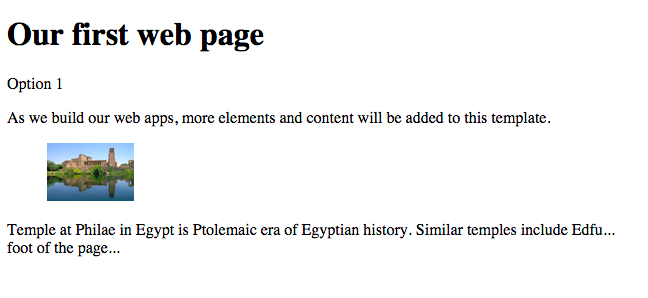 Our first web page
Option 1
As we build our web apps, more elements and content will be added to this template.
Temple at Philae in Egypt is Ptolemaic era of Egyptian history. Similar temples include Edfu...
foot of the page...